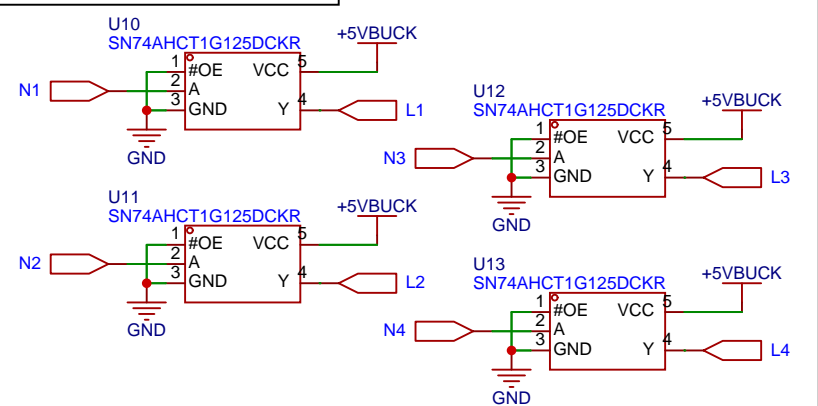 U10
SN74AHCT1G125DCKR
+5VBUCK
1 #OE VCC 5
N1 2 A
3 GND Y 4 L1
GND
U12
SN74AHCT1G125DCKR
+5VBUCK
1 #OE VCC 5
N3 2 A
3 GND Y 4 L3
GND
U11
SN74AHCT1G125DCKR
+5VBUCK
1 #OE VCC 5
N2 2 A
3 GND Y 4 L2
GND
U13
SN74AHCT1G125DCKR
+5VBUCK
1 #OE VCC 5
N4 2 A
3 GND Y 4 L4
GND